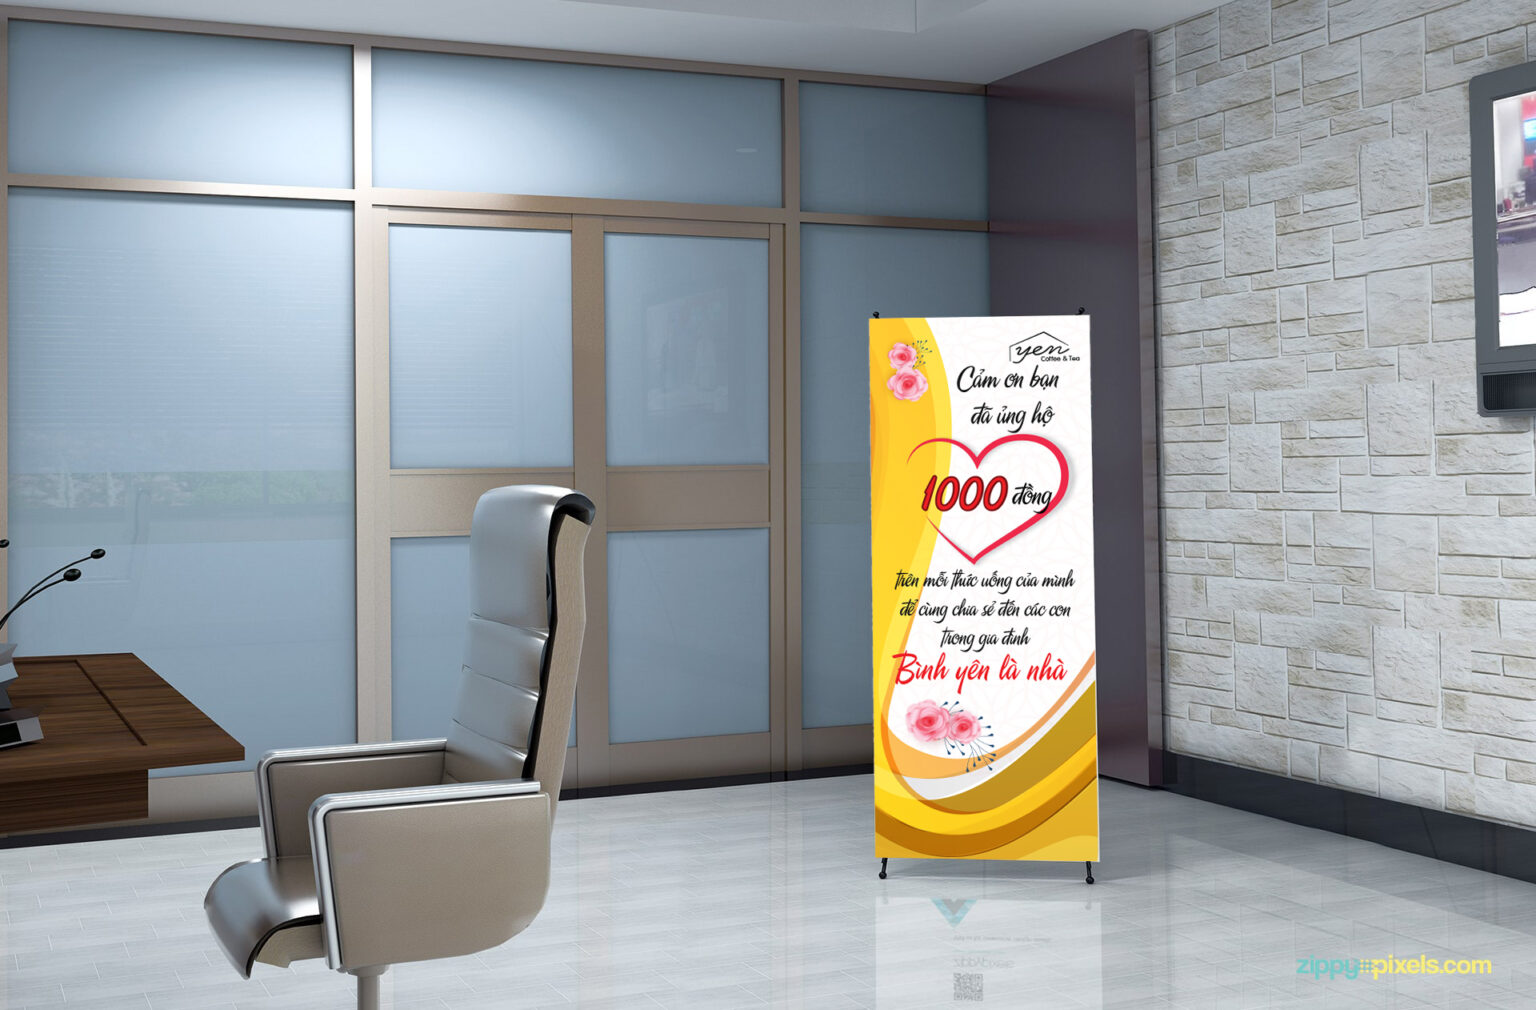 yen
Coffee & Tea
Cảm ơn bạn
đã ủng hộ
1000 đồng
trên mỗi thức uống của mình
để cùng chia sẻ đến các con
trong gia đình
Bình yên là nhà
zippypixels.com